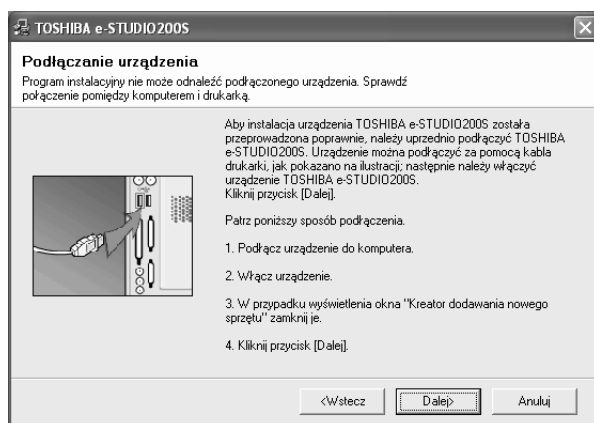 TOSHIBA e-STUDIO200S
Podłączanie urządzenia
Program instalacyjny nie może odnaleźć podłączonego urządzenia. Sprawdź
połączenie pomiędzy komputerem i drukarką.
Aby instalacja urządzenia TOSHIBA e-STUDIO200S została
przeprowadzona poprawnie, należy uprzednio podłączyć TOSHIBA
e-STUDIO200S. Urządzenie można podłączyć za pomocą kabla
drukarki, jak pokazano na ilustracji; następnie należy włączyć
urządzenie TOSHIBA e-STUDIO200S.
Kliknij przycisk [Dalej].
Patrz poniższy sposób podłączenia.
1. Podłącz urządzenie do komputera.
2. Włącz urządzenie.
3. W przypadku wyświetlenia okna "Kreator dodawania nowego
sprzętu" zamknij je.
4. Kliknij przycisk [Dalej].
<Wstecz
Dalej>
Anuluj